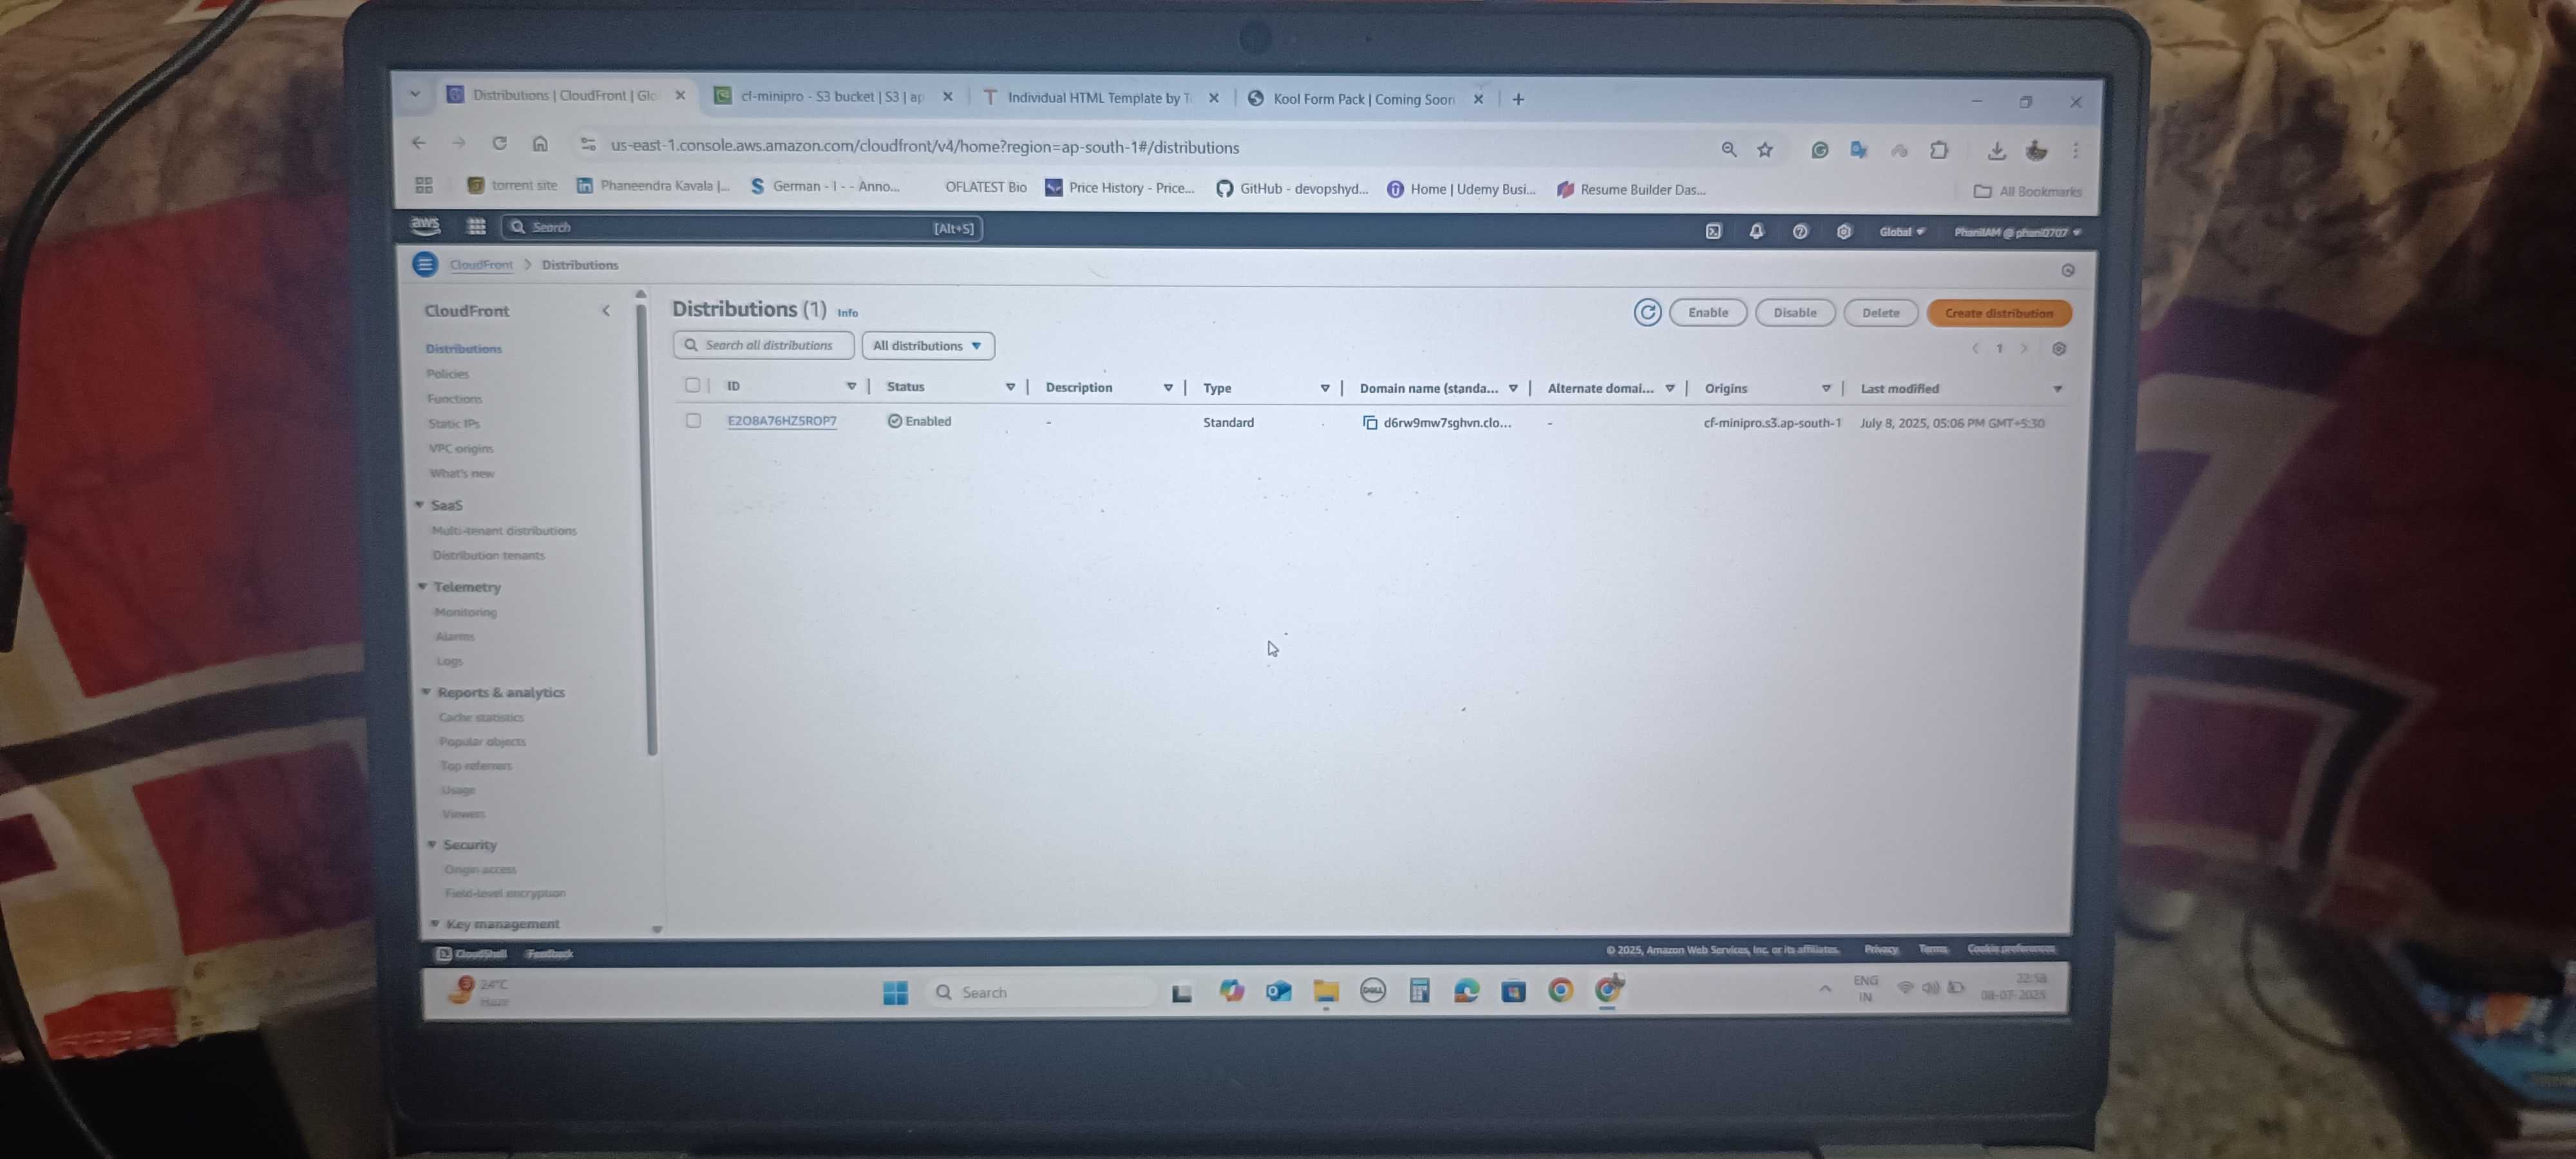 Distributions | CloudFront | Glo
cf-minipro - S3 bucket | S3 | ap
Individual HTML Template by T
Kool Form Pack | Coming Soon
us-east-1.console.aws.amazon.com/cloudfront/v4/home?region=ap-south-1#/distributions
torrent site
Phaneendra Kavala |...
German - I - - Anno...
OFLATEST Bio
Price History - Price...
GitHub - devopshyd...
Home | Udemy Busi...
Resume Builder Das...
All Bookmarks
aws
Search
[Alt+S]
Global
PhaniIAM @ phani0707
CloudFront > Distributions
CloudFront
Distributions
Policies
Functions
Static IPs
VPC origins
What's new
SaaS
Multi-tenant distributions
Distribution tenants
Telemetry
Monitoring
Alarms
Logs
Reports & analytics
Cache statistics
Popular objects
Top referrers
Usage
Viewers
Security
Origin access
Field-level encryption
Key management
Distributions (1) Info
Enable
Disable
Delete
Create distribution
Search all distributions
All distributions
1
ID
Status
Description
Type
Domain name (standa...
Alternate domai...
Origins
Last modified
E2O8A76HZ5ROP7
Enabled
-
Standard
d6rw9mw7sghvn.clo...
-
cf-minipro.s3.ap-south-1
July 8, 2025, 05:06 PM GMT+5:30
CloudShell
Feedback
© 2025, Amazon Web Services, Inc. or its affiliates.
Privacy
Terms
Cookie preferences
24°C
Haze
Search
DELL
ENG
IN
22:58
08-07-2025